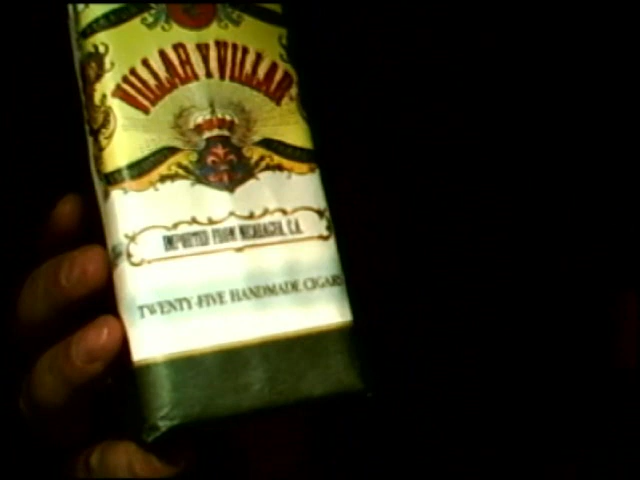 VILLAR Y VILLAR
IMPORTED FROM NICARAGUA, C.A.
TWENTY-FIVE HANDMADE CIGARS